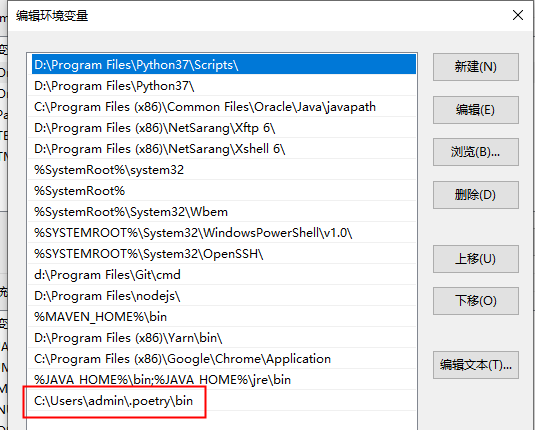 编辑环境变量
D:\Program Files\Python37\Scripts\
D:\Program Files\Python37\
C:\Program Files (x86)\Common Files\Oracle\Java\javapath
D:\Program Files (x86)\NetSarang\Xftp 6\
D:\Program Files (x86)\NetSarang\Xshell 6\
%SystemRoot%\system32
%SystemRoot%
%SystemRoot%\System32\Wbem
%SYSTEMROOT%\System32\WindowsPowerShell\v1.0\
%SYSTEMROOT%\System32\OpenSSH\
d:\Program Files\Git\cmd
D:\Program Files\nodejs\
%MAVEN_HOME%\bin
D:\Program Files (x86)\Yarn\bin\
C:\Program Files (x86)\Google\Chrome\Application
%JAVA_HOME%\bin;%JAVA_HOME%\jre\bin
C:\Users\admin\.poetry\bin
新建(N)
编辑(E)
浏览(B)...
删除(D)
上移(U)
下移(O)
编辑文本(T)...